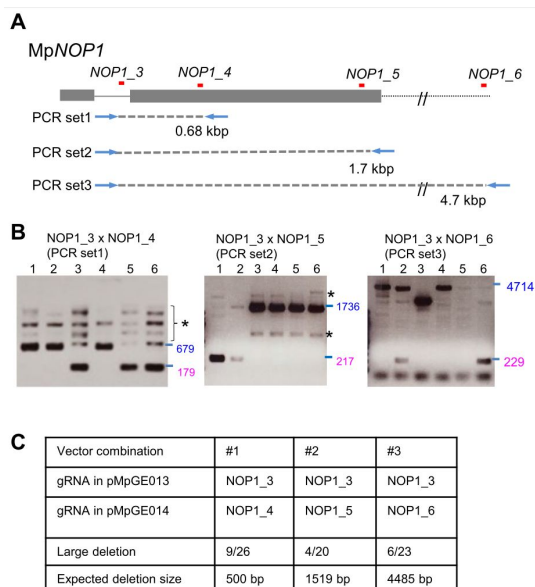 A
MpNOP1
NOP1_3 NOP1_4 NOP1_5 NOP1_6
//
PCR set1
0.68 kbp
PCR set2
1.7 kbp
PCR set3 //
4.7 kbp
B
NOP1_3 x NOP1_4 NOP1_3 x NOP1_5 NOP1_3 x NOP1_6
(PCR set1) (PCR set2) (PCR set3)
1 2 3 4 5 6 1 2 3 4 5 6 1 2 3 4 5 6
* 679 179
* 1736 * 217
4714 229
C
Vector combination #1 #2 #3
gRNA in pMpGE013 NOP1_3 NOP1_3 NOP1_3
gRNA in pMpGE014 NOP1_4 NOP1_5 NOP1_6
Large deletion 9/26 4/20 6/23
Expected deletion size 500 bp 1519 bp 4485 bp